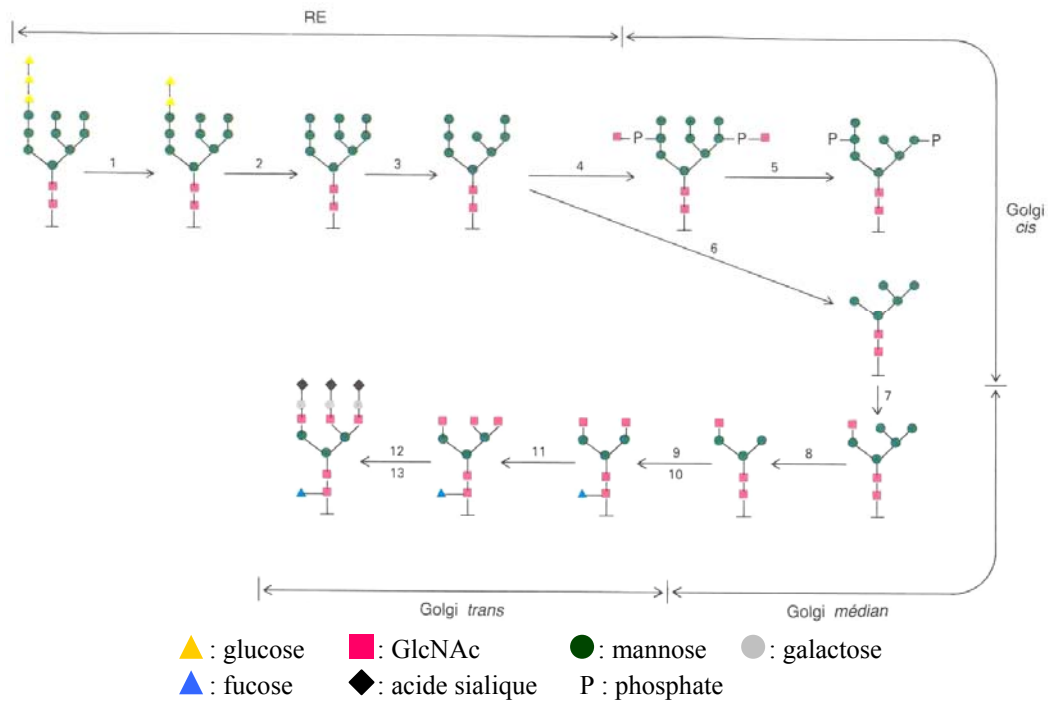 RE
1
2
3
4
5
P
P
P
P
Golgi
cis
6
7
12
13
11
9
10
8
Golgi trans
Golgi médian
: glucose
: GlcNAc
: mannose
: galactose
: fucose
: acide sialique
P : phosphate